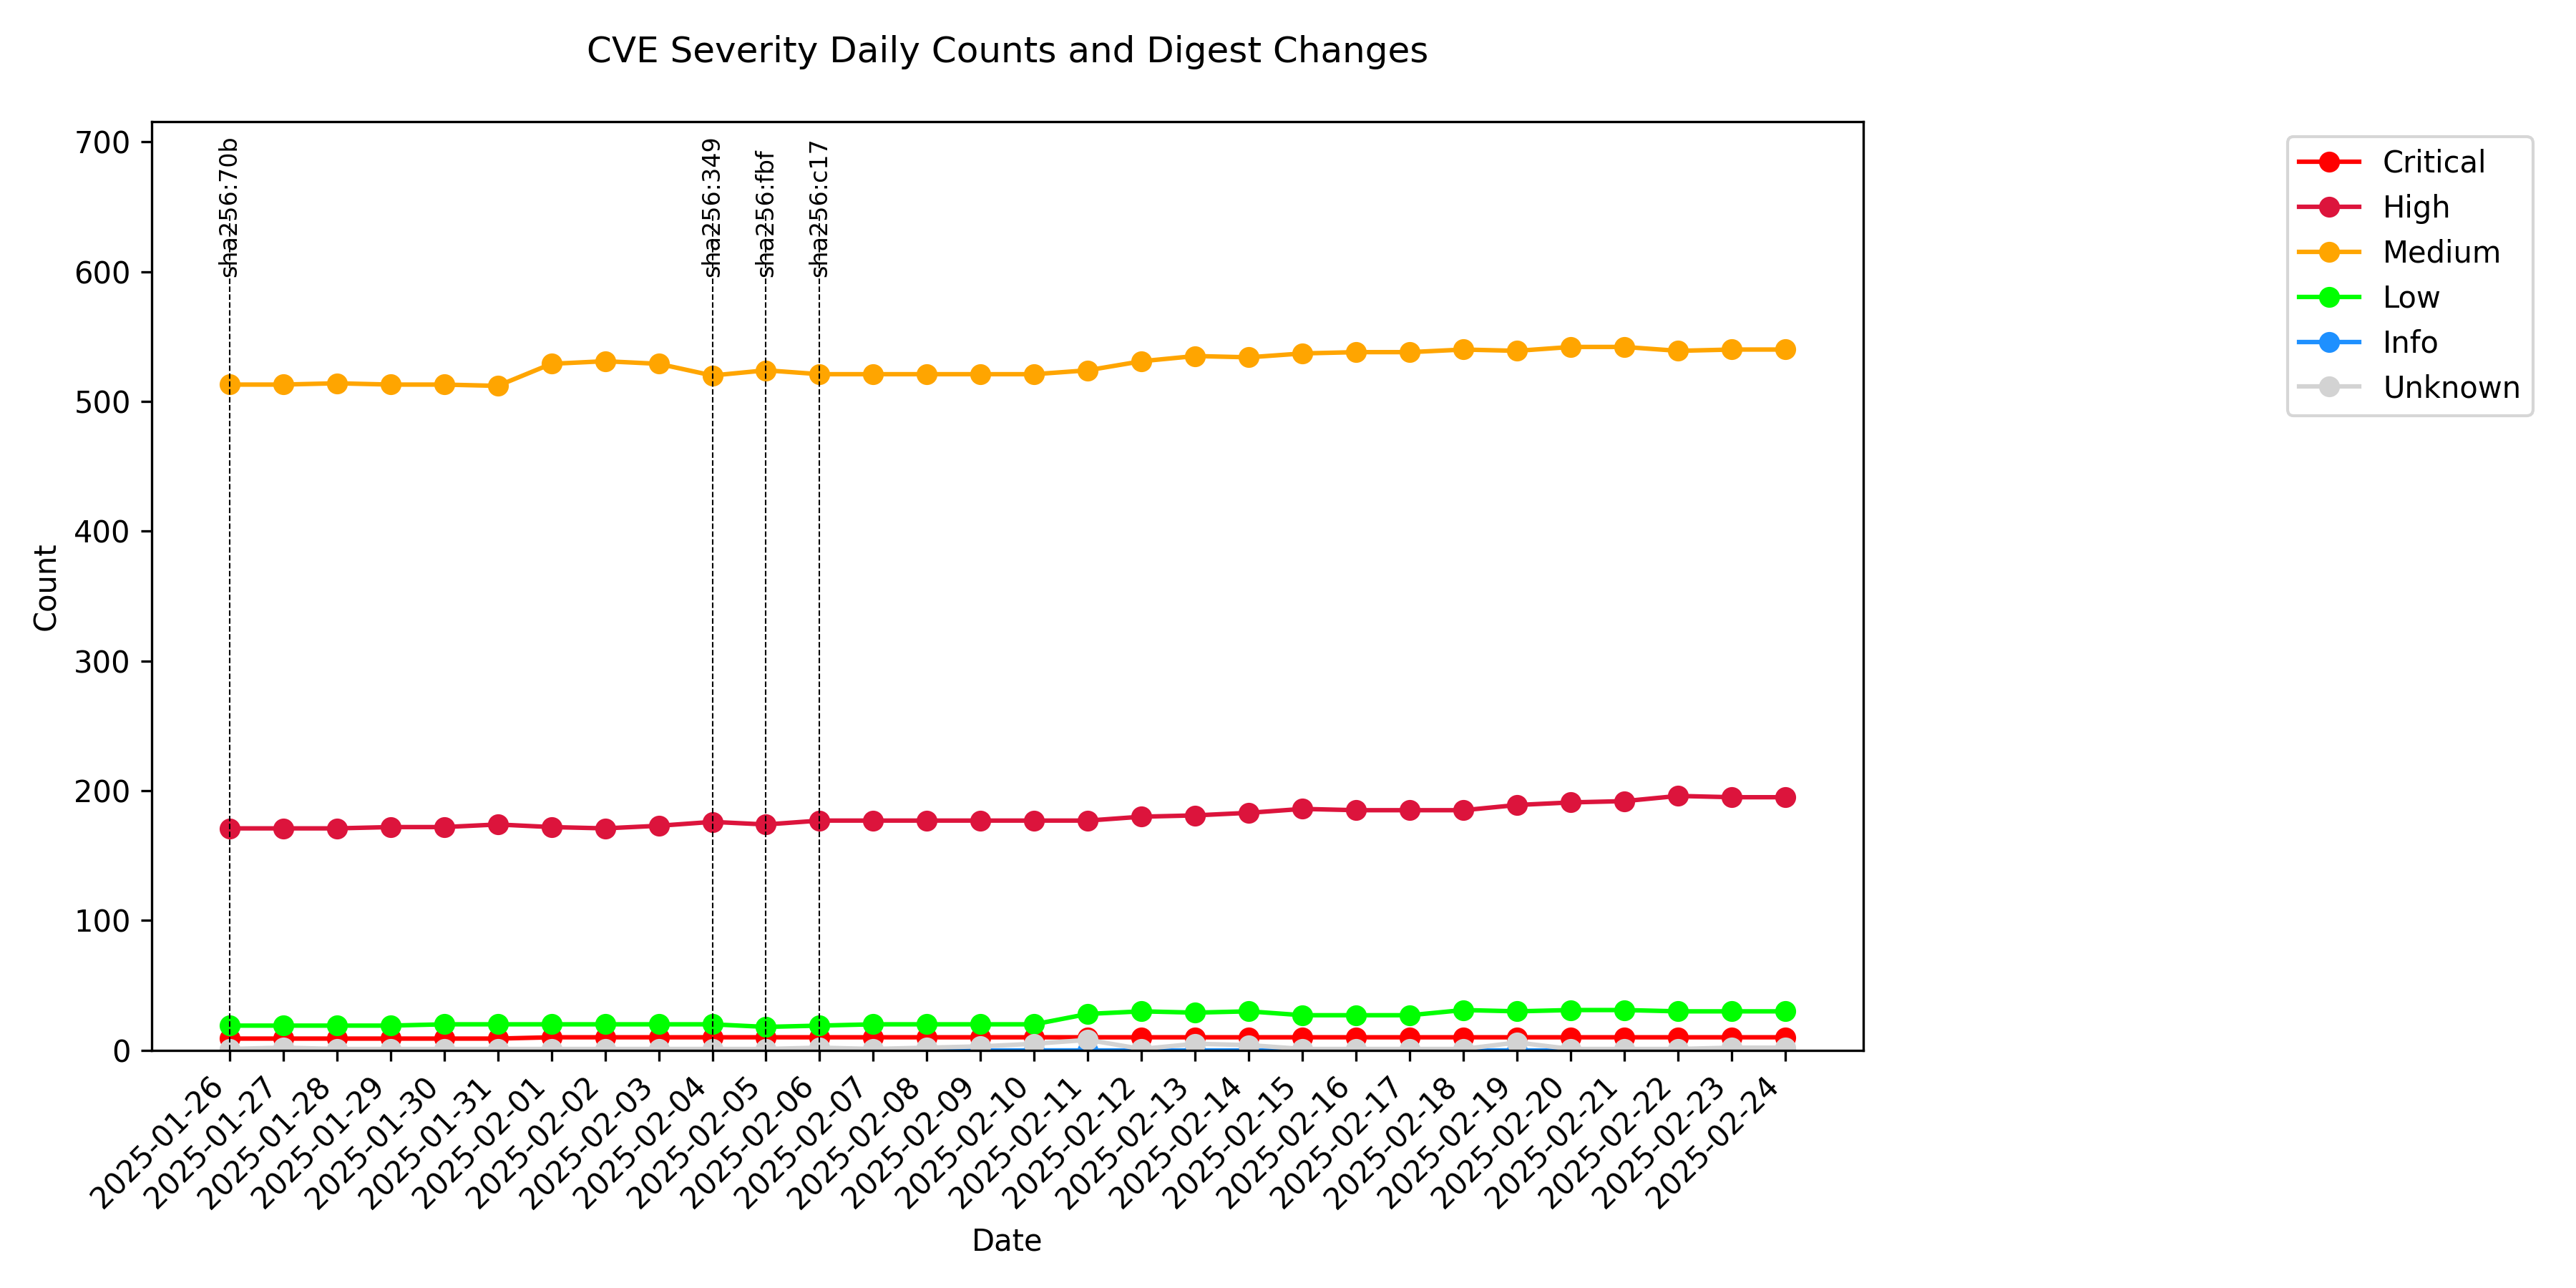 CVE Severity Daily Counts and Digest Changes
700
600
500
400
300
200
100
0
Count
sha256:70b
sha256:349
sha256:fbf
sha256:c17
Critical
High
Medium
Low
Info
Unknown
2025-01-26
2025-01-27
2025-01-28
2025-01-29
2025-01-30
2025-01-31
2025-02-01
2025-02-02
2025-02-03
2025-02-04
2025-02-05
2025-02-06
2025-02-07
2025-02-08
2025-02-09
2025-02-10
2025-02-11
2025-02-12
2025-02-13
2025-02-14
2025-02-15
2025-02-16
2025-02-17
2025-02-18
2025-02-19
2025-02-20
2025-02-21
2025-02-22
2025-02-23
2025-02-24
Date